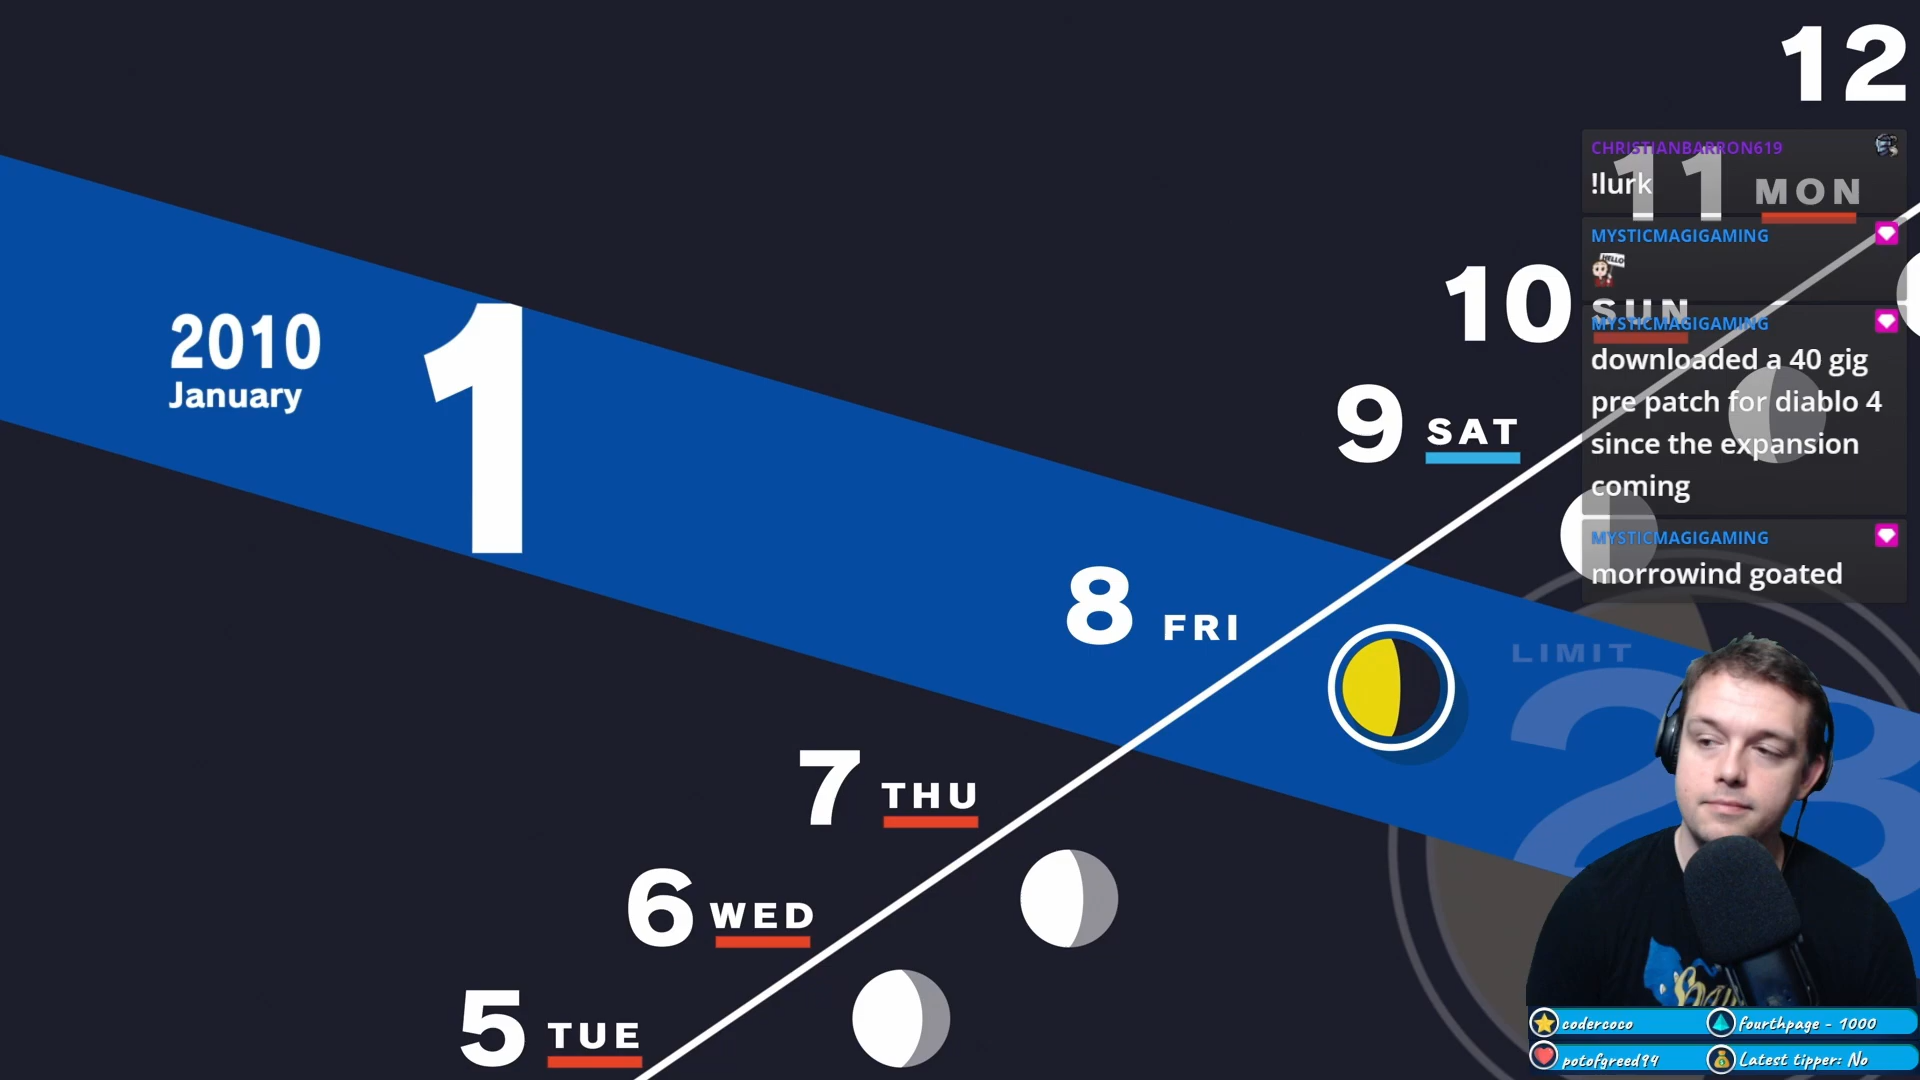 12
CHRISTIANBARRON619
!lurk
11 MON
MYSTICMAGIGAMING
HELLO
10 SUN
MYSTICMAGIGAMING
downloaded a 40 gig
pre patch for diablo 4
since the expansion
coming
MYSTICMAGIGAMING
morrowind goated
2010
January
1
9 SAT
8 FRI
LIMIT
23
7 THU
6 WED
5 TUE
codercoco
fourthpage - 1000
potofgreed94
Latest tipper: No